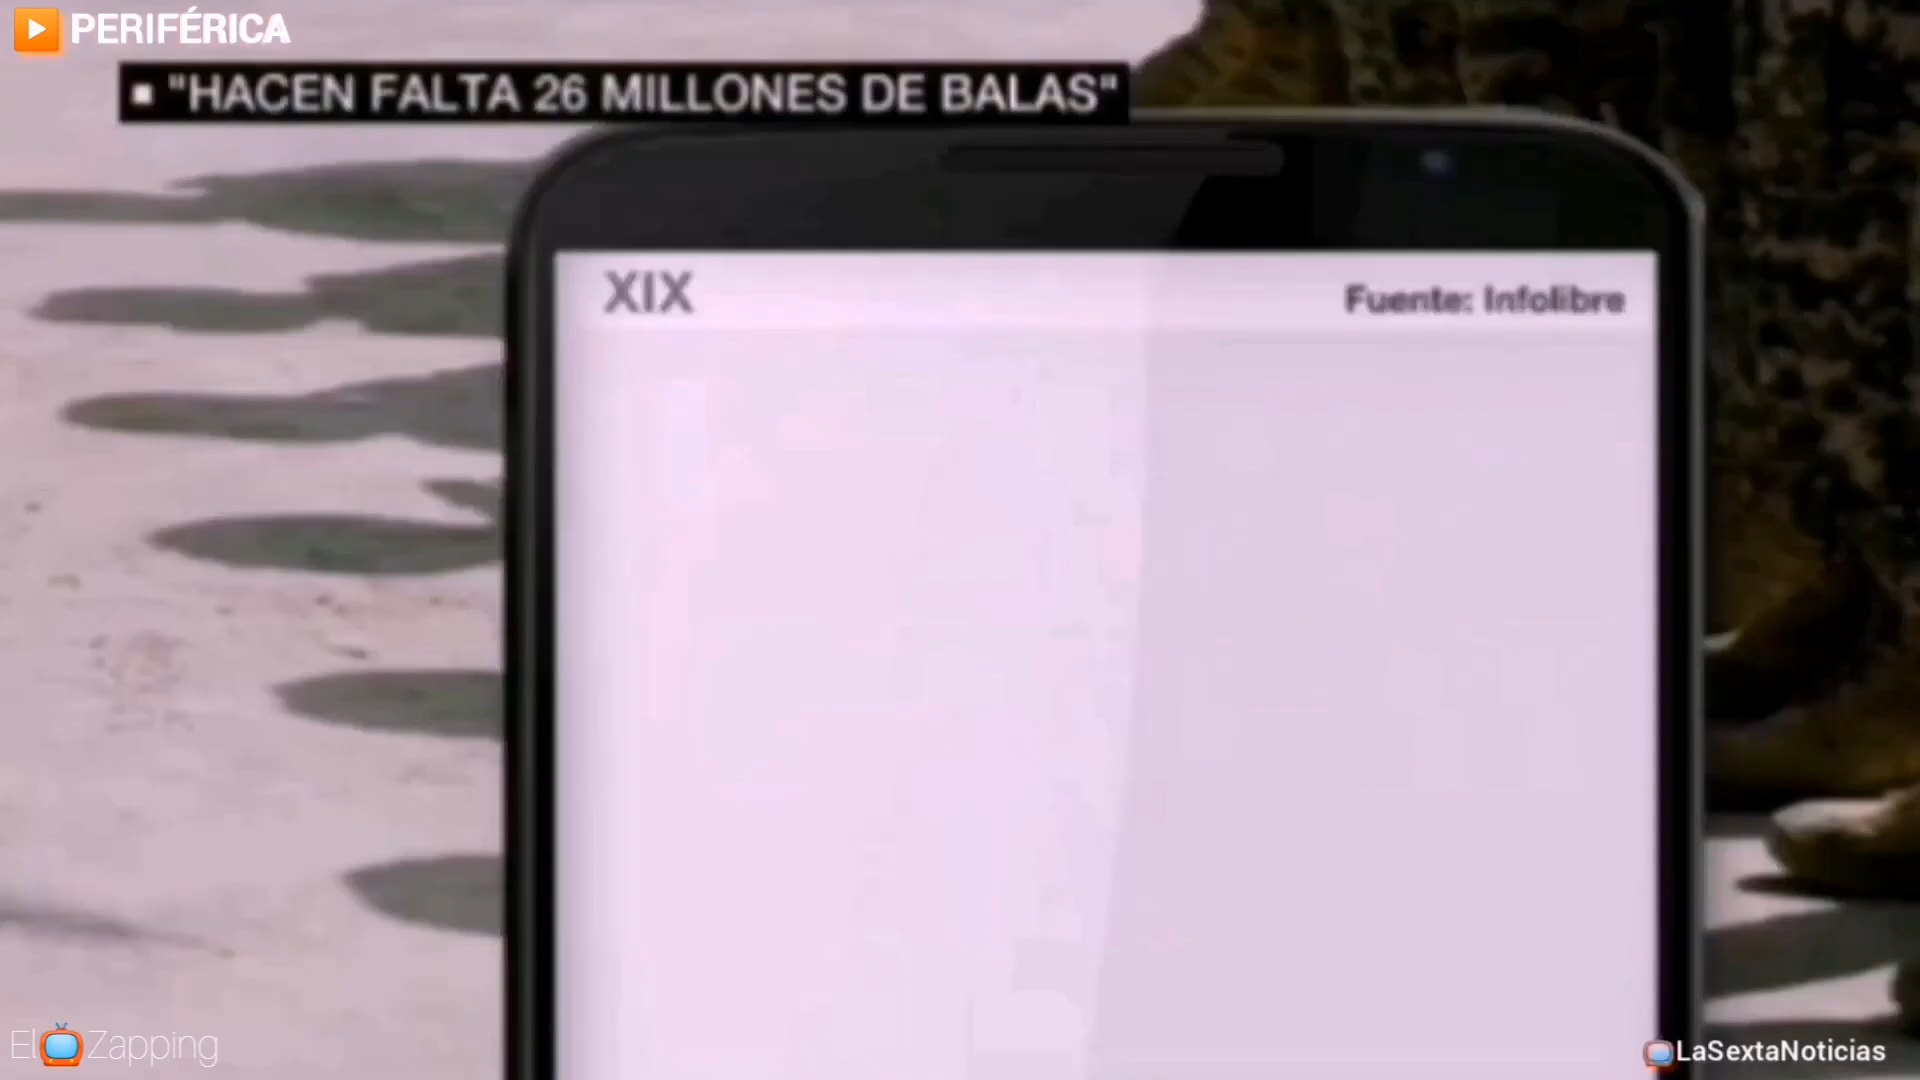 PERIFÉRICA
"HACEN FALTA 26 MILLONES DE BALAS"
XIX
Fuente: Infolibre
El Zapping
LaSextaNoticias